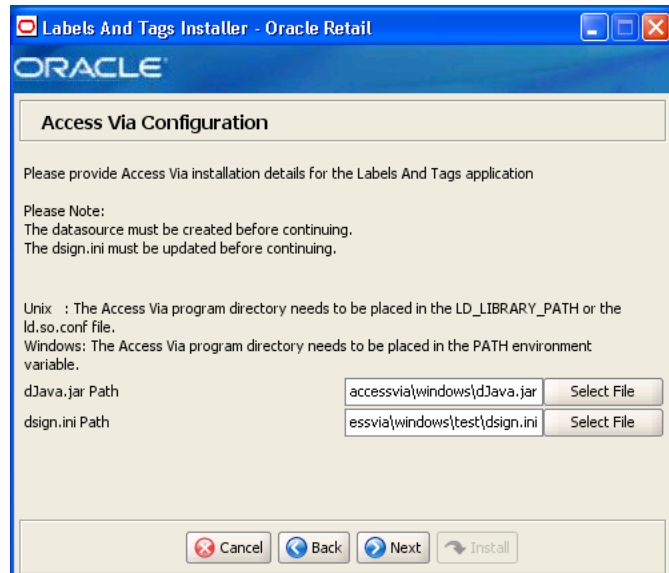 Labels And Tags Installer - Oracle Retail
ORACLE
Access Via Configuration
Please provide Access Via installation details for the Labels And Tags application
Please Note:
The datasource must be created before continuing.
The dsign.ini must be updated before continuing.
Unix : The Access Via program directory needs to be placed in the LD_LIBRARY_PATH or the
ld.so.conf file.
Windows: The Access Via program directory needs to be placed in the PATH environment
variable.
dJava.jar Path accessvia\windows\dJava.jar Select File
dsign.ini Path essvia\windows\test\dsign.ini Select File
Cancel Back Next Install